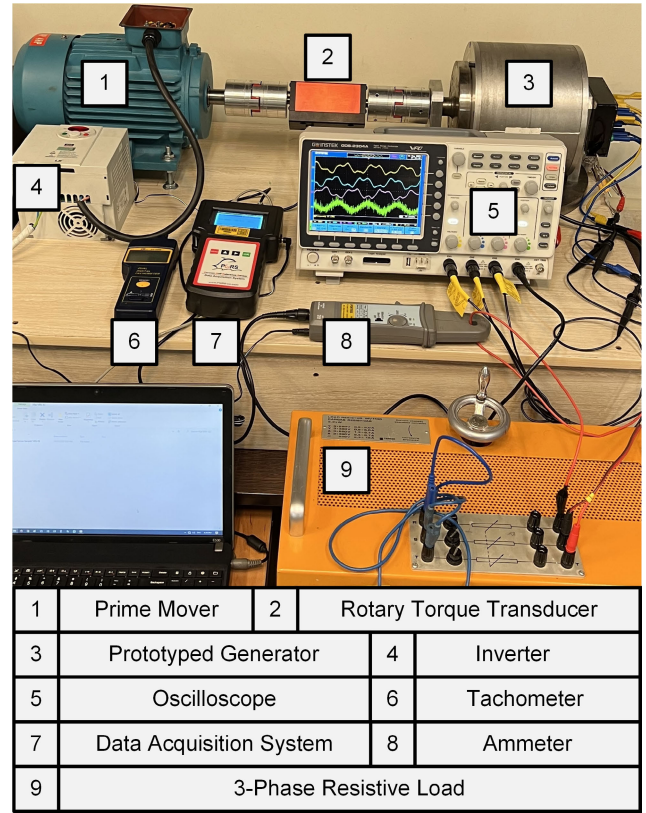 2
1
3
GW INSTEK GDS-2304A
4
5
6
7
8
9
1 Prime Mover 2 Rotary Torque Transducer
3 Prototyped Generator 4 Inverter
5 Oscilloscope 6 Tachometer
7 Data Acquisition System 8 Ammeter
9 3-Phase Resistive Load